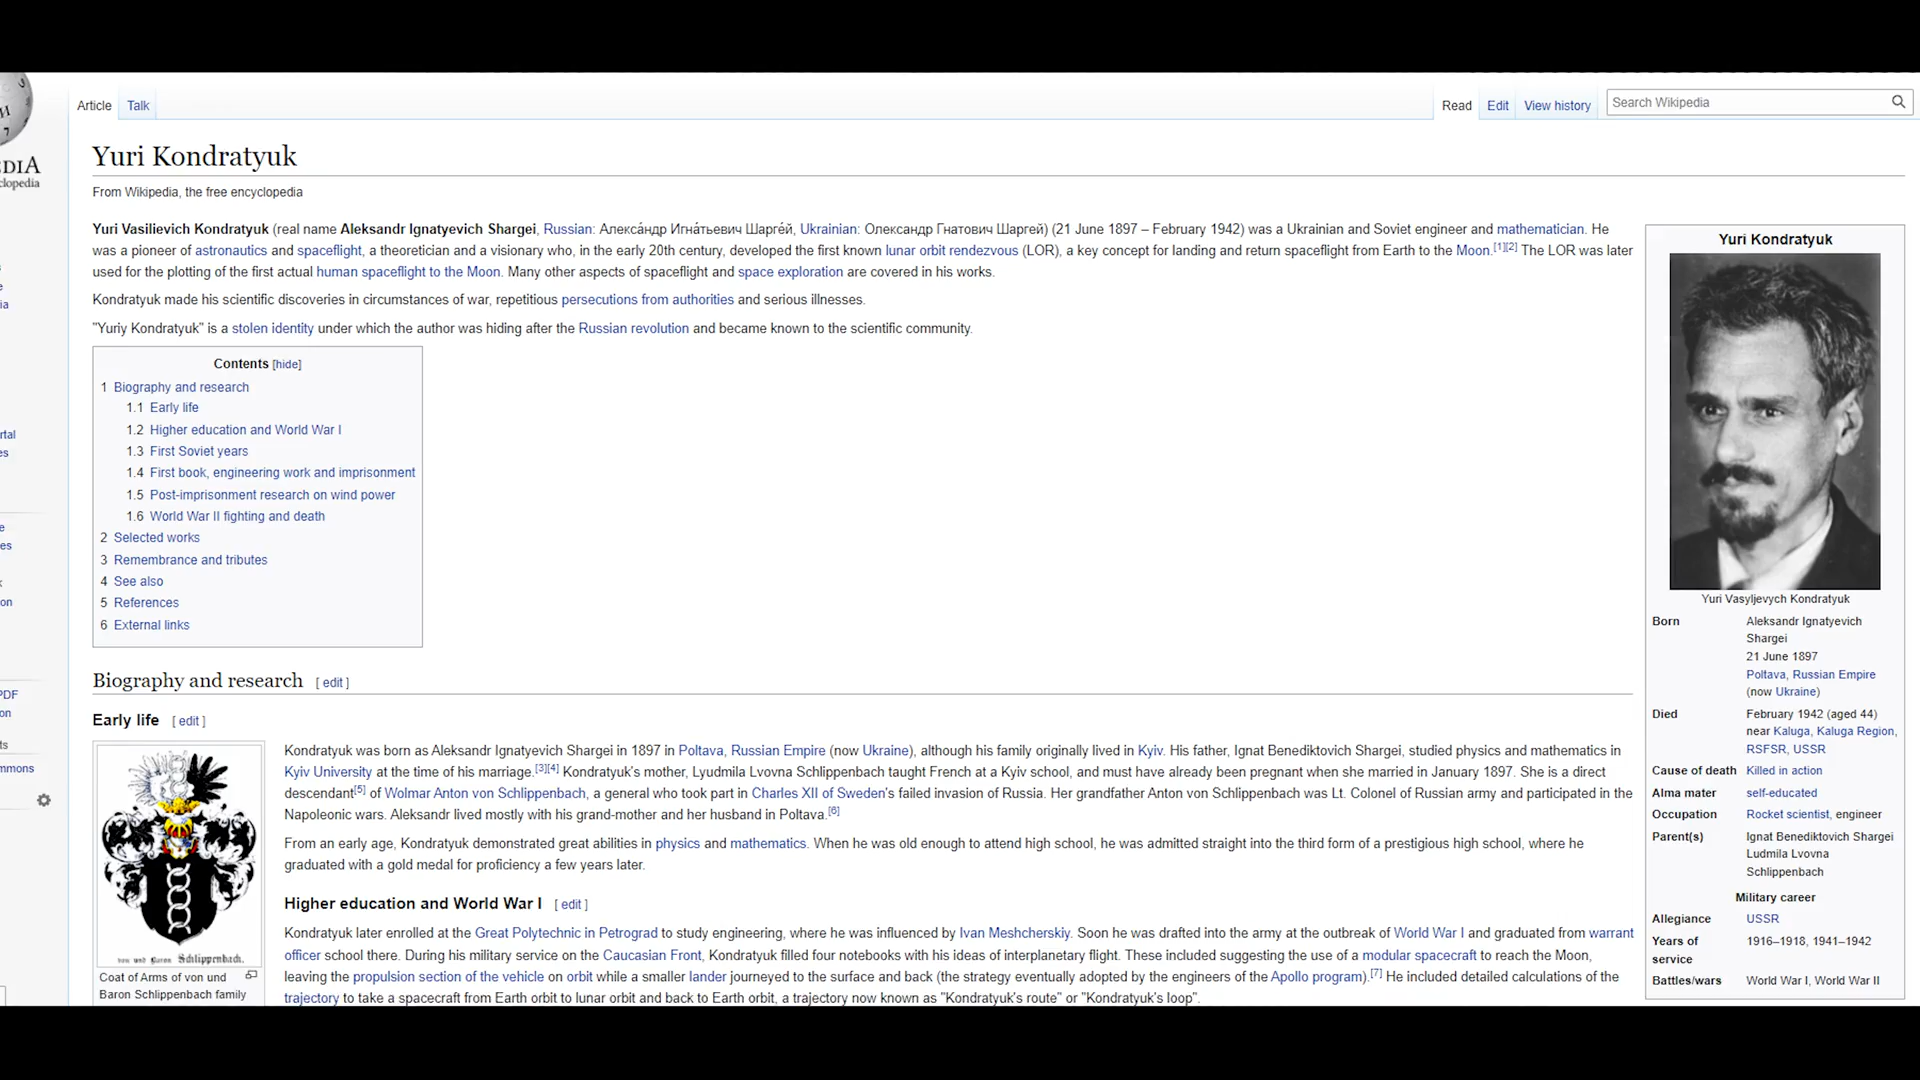 Article Talk Read Edit View history Search Wikipedia
Yuri Kondratyuk
From Wikipedia, the free encyclopedia
Yuri Vasilievich Kondratyuk (real name Aleksandr Ignatyevich Shargei, Russian: Алекса́ндр Игна́тьевич Шарге́й, Ukrainian: Олександр Гнатович Шаргей) (21 June 1897 – February 1942) was a Ukrainian and Soviet engineer and mathematician. He
was a pioneer of astronautics and spaceflight, a theoretician and a visionary who, in the early 20th century, developed the first known lunar orbit rendezvous (LOR), a key concept for landing and return spaceflight from Earth to the Moon.[1][2] The LOR was later
used for the plotting of the first actual human spaceflight to the Moon. Many other aspects of spaceflight and space exploration are covered in his works.
Kondratyuk made his scientific discoveries in circumstances of war, repetitious persecutions from authorities and serious illnesses.
"Yuriy Kondratyuk" is a stolen identity under which the author was hiding after the Russian revolution and became known to the scientific community.
Contents [hide]
1 Biography and research
1.1 Early life
1.2 Higher education and World War I
1.3 First Soviet years
1.4 First book, engineering work and imprisonment
1.5 Post-imprisonment research on wind power
1.6 World War II fighting and death
2 Selected works
3 Remembrance and tributes
4 See also
5 References
6 External links
Biography and research [ edit ]
Early life [ edit ]
Kondratyuk was born as Aleksandr Ignatyevich Shargei in 1897 in Poltava, Russian Empire (now Ukraine), although his family originally lived in Kyiv. His father, Ignat Benediktovich Shargei, studied physics and mathematics in
Kyiv University at the time of his marriage.[3][4] Kondratyuk's mother, Lyudmila Lvovna Schlippenbach taught French at a Kyiv school, and must have already been pregnant when she married in January 1897. She is a direct
descendant[5] of Wolmar Anton von Schlippenbach, a general who took part in Charles XII of Sweden's failed invasion of Russia. Her grandfather Anton von Schlippenbach was Lt. Colonel of Russian army and participated in the
Napoleonic wars. Aleksandr lived mostly with his grand-mother and her husband in Poltava.[6]
From an early age, Kondratyuk demonstrated great abilities in physics and mathematics. When he was old enough to attend high school, he was admitted straight into the third form of a prestigious high school, where he
graduated with a gold medal for proficiency a few years later.
von und Baron Schlippenbach.
Coat of Arms of von und
Baron Schlippenbach family
Higher education and World War I [ edit ]
Kondratyuk later enrolled at the Great Polytechnic in Petrograd to study engineering, where he was influenced by Ivan Meshcherskiy. Soon he was drafted into the army at the outbreak of World War I and graduated from warrant
officer school there. During his military service on the Caucasian Front, Kondratyuk filled four notebooks with his ideas of interplanetary flight. These included suggesting the use of a modular spacecraft to reach the Moon,
leaving the propulsion section of the vehicle on orbit while a smaller lander journeyed to the surface and back (the strategy eventually adopted by the engineers of the Apollo program).[7] He included detailed calculations of the
trajectory to take a spacecraft from Earth orbit to lunar orbit and back to Earth orbit, a trajectory now known as "Kondratyuk's route" or "Kondratyuk's loop".
Yuri Kondratyuk
Yuri Vasyljevych Kondratyuk
Born Aleksandr Ignatyevich
Shargei
21 June 1897
Poltava, Russian Empire
(now Ukraine)
Died February 1942 (aged 44)
near Kaluga, Kaluga Region,
RSFSR, USSR
Cause of death Killed in action
Alma mater self-educated
Occupation Rocket scientist, engineer
Parent(s) Ignat Benediktovich Shargei
Ludmila Lvovna
Schlippenbach
Military career
Allegiance USSR
Years of service 1916–1918, 1941–1942
Battles/wars World War I, World War II